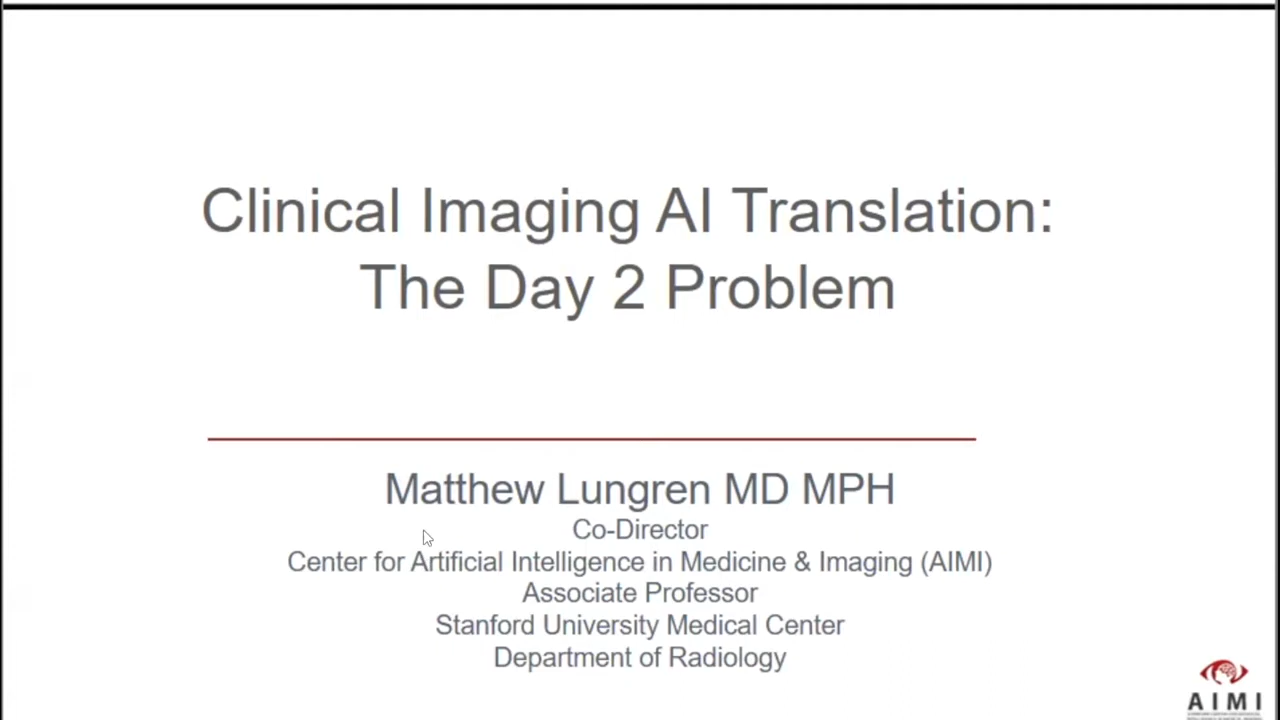 Clinical Imaging AI Translation:
The Day 2 Problem
Matthew Lungren MD MPH
Co-Director
Center for Artificial Intelligence in Medicine & Imaging (AIMI)
Associate Professor
Stanford University Medical Center
Department of Radiology
AIMI